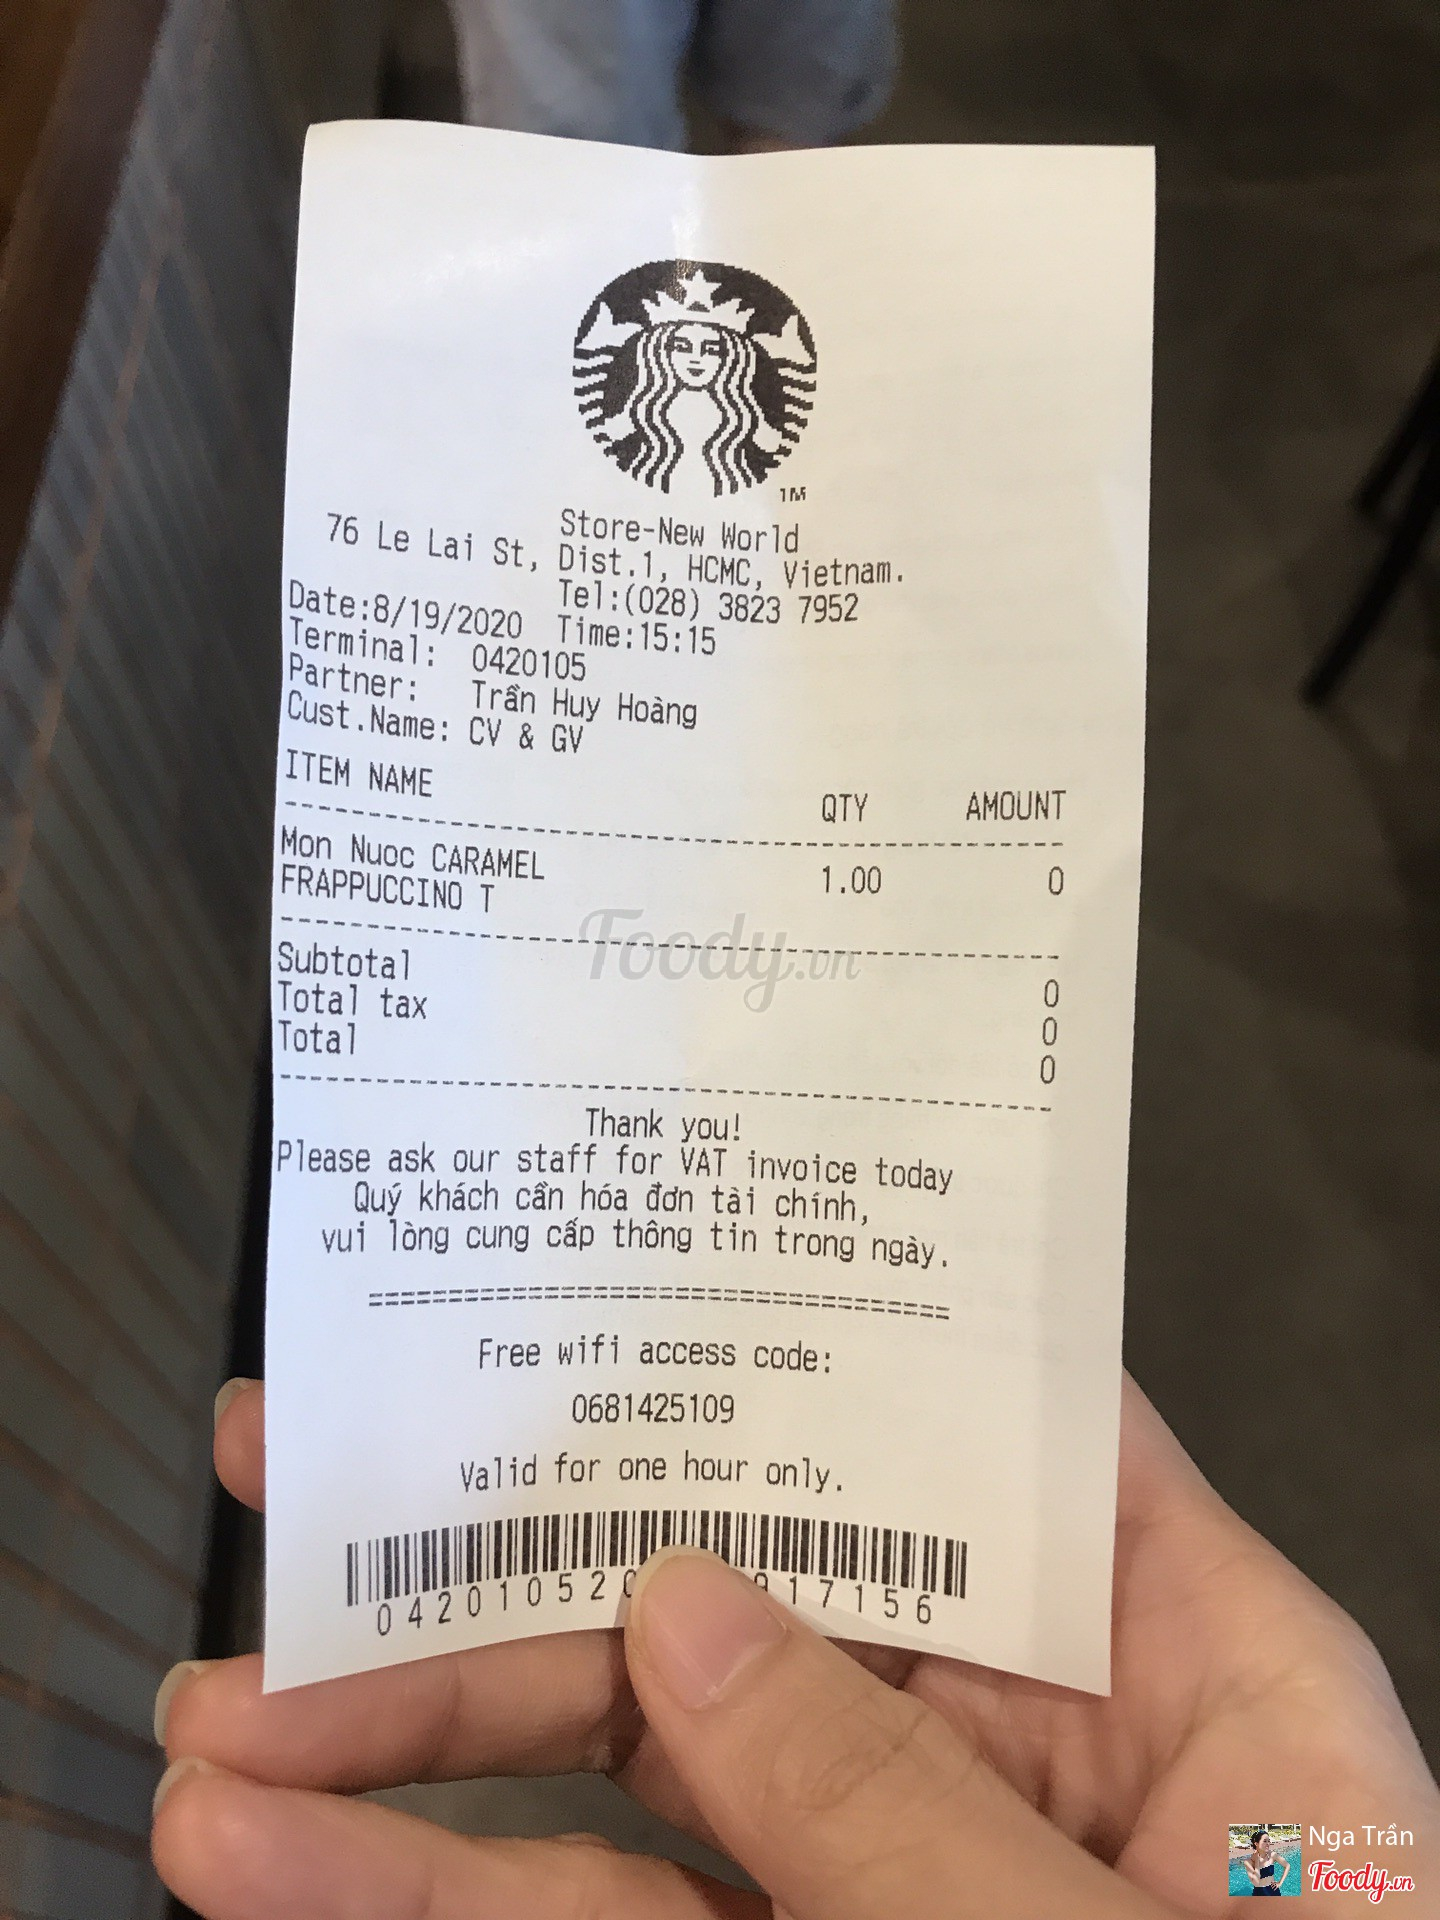 TM
Store-New World
76 Le Lai St, Dist.1, HCMC, Vietnam.
Tel:(028) 3823 7952
Date:8/19/2020 Time:15:15
Terminal: 0420105
Partner: Trần Huy Hoàng
Cust.Name: CV & GV
ITEM NAME QTY AMOUNT
Mon Nuoc CARAMEL
FRAPPUCCINO T 1.00 0
Subtotal 0
Total tax 0
Total 0
Thank you!
Please ask our staff for VAT invoice today
Quý khách cần hóa đơn tài chính,
vui lòng cung cấp thông tin trong ngày.
Free wifi access code:
0681425109
Valid for one hour only.
Foody.vn
Nga Trần
Foody.vn